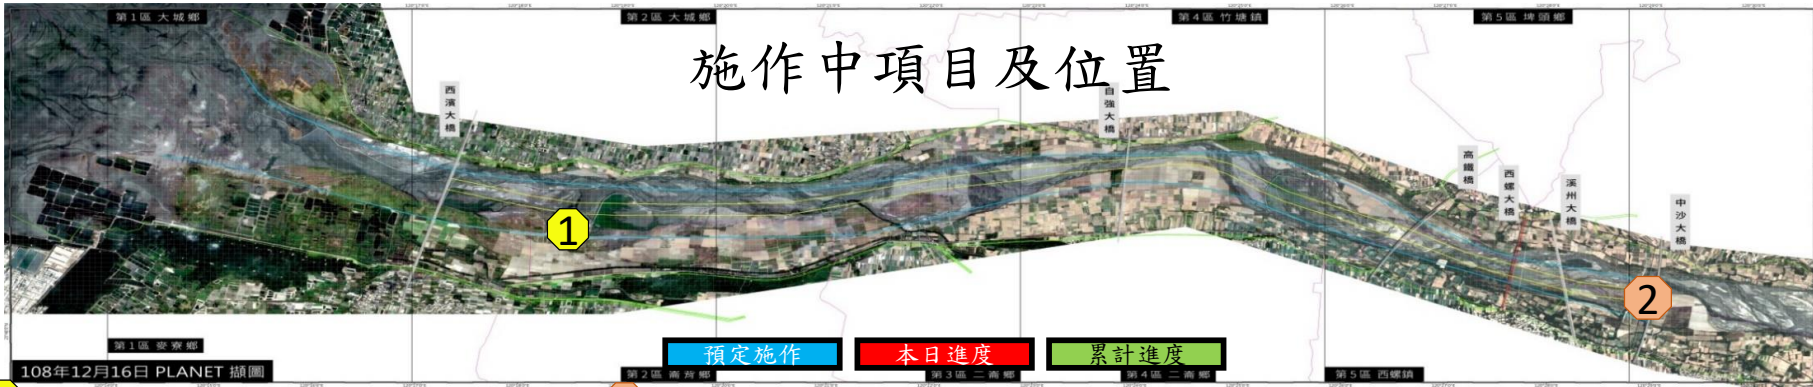 第1區 大城鄉
第2區 大城鄉
第4區 竹塘鎮
第5區 埤頭鄉
施作中項目及位置
西濱大橋
自強大橋
高鐵橋
西螺大橋
溪州大橋
中沙大橋
1
2
第1區 麥寮鄉
預定施作
本日進度
累計進度
108年12月16日 PLANET 擷圖
第2區 崙背鄉
第3區 二崙鄉
第4區 二崙鄉
第5區 西螺鎮